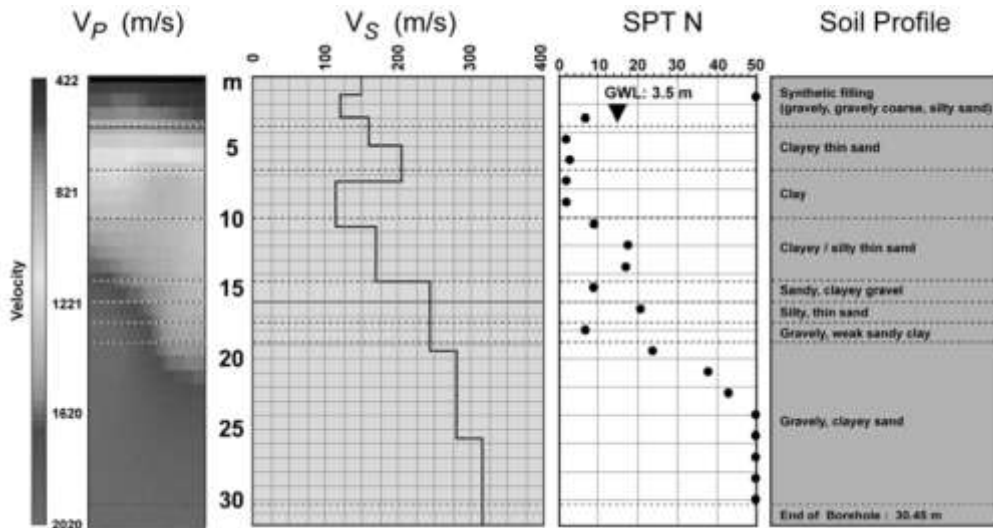 V_P (m/s)
V_S (m/s)
SPT N
Soil Profile
0
100
200
300
400
0 10 20 30 40 50
Velocity
422
821
1221
1620
2020
m
5
10
15
20
25
30
GWL: 3.5 m
Synthetic filling
(gravely, gravely coarse, silty sand)
Clayey thin sand
Clay
Clayey / silty thin sand
Sandy, clayey gravel
Silty, thin sand
Gravely, weak sandy clay
Gravely, clayey sand
End of Borehole : 30.45 m